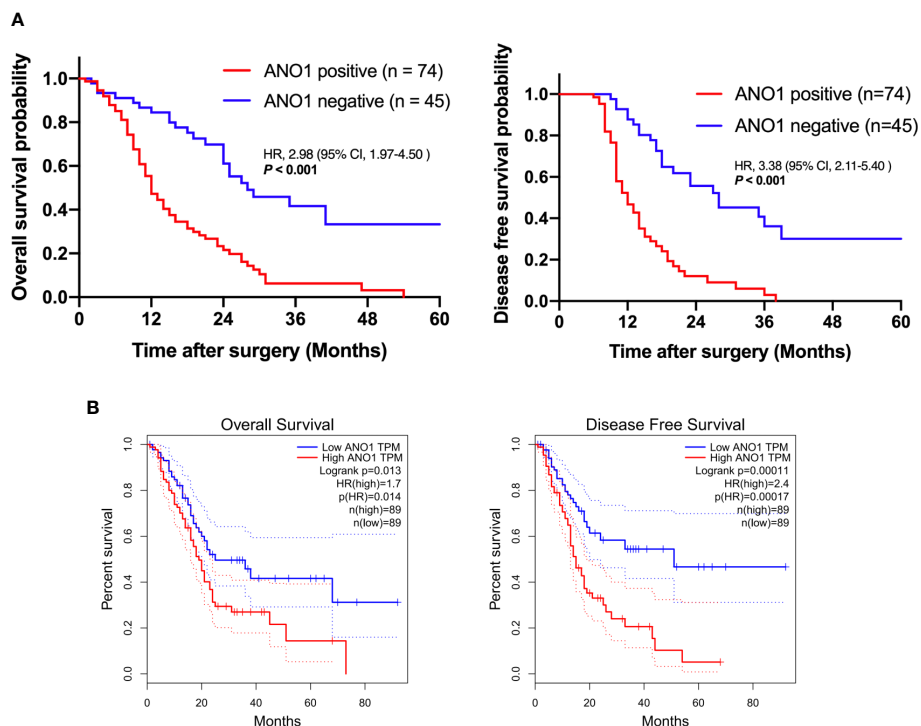 A
Overall survival probability
1.0
0.8
0.6
0.4
0.2
0.0
0
12
24
36
48
60
Time after surgery (Months)
ANO1 positive (n = 74)
ANO1 negative (n = 45)
HR, 2.98 (95% CI, 1.97-4.50 )
P < 0.001
Disease free survival probability
1.0
0.8
0.6
0.4
0.2
0.0
0
12
24
36
48
60
Time after surgery (Months)
ANO1 positive (n=74)
ANO1 negative (n=45)
HR, 3.38 (95% CI, 2.11-5.40 )
P < 0.001
B
Overall Survival
Percent survival
1.0
0.8
0.6
0.4
0.2
0.0
0
20
40
60
80
Months
Low ANO1 TPM
High ANO1 TPM
Logrank p=0.013
HR(high)=1.7
p(HR)=0.014
n(high)=89
n(low)=89
Disease Free Survival
Percent survival
1.0
0.8
0.6
0.4
0.2
0.0
0
20
40
60
80
Months
Low ANO1 TPM
High ANO1 TPM
Logrank p=0.00011
HR(high)=2.4
p(HR)=0.00017
n(high)=89
n(low)=89